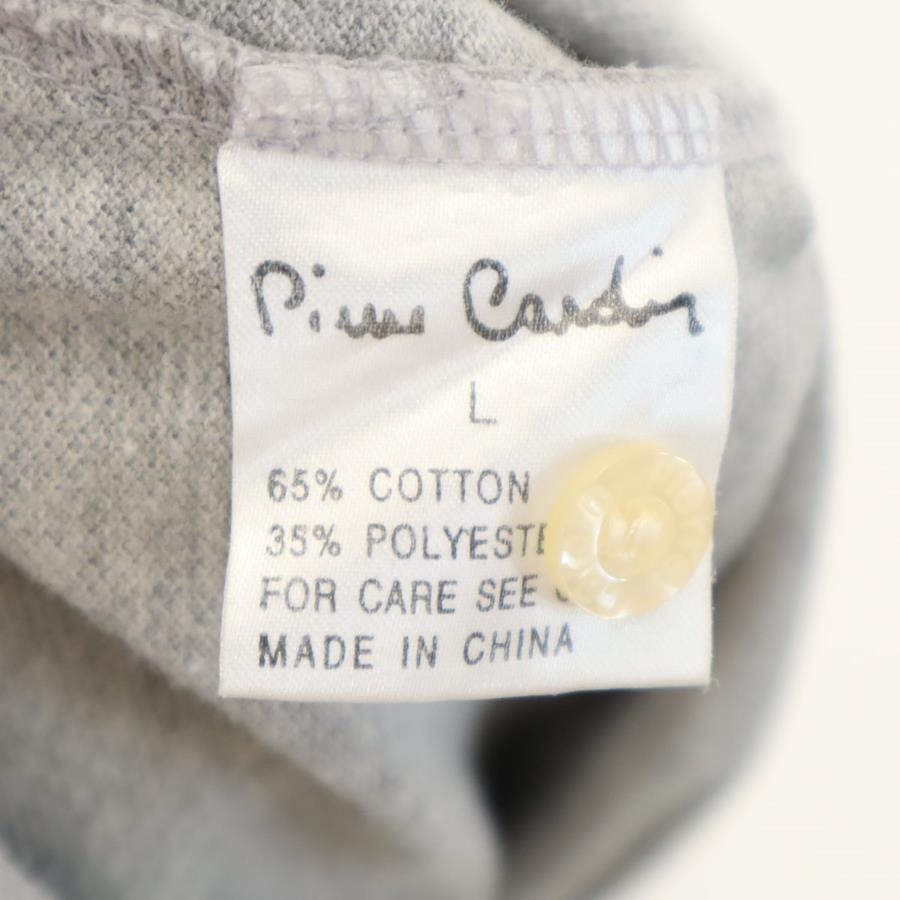 Pierre Cardin
L
65% COTTON
35% POLYESTE
FOR CARE SEE
MADE IN CHINA